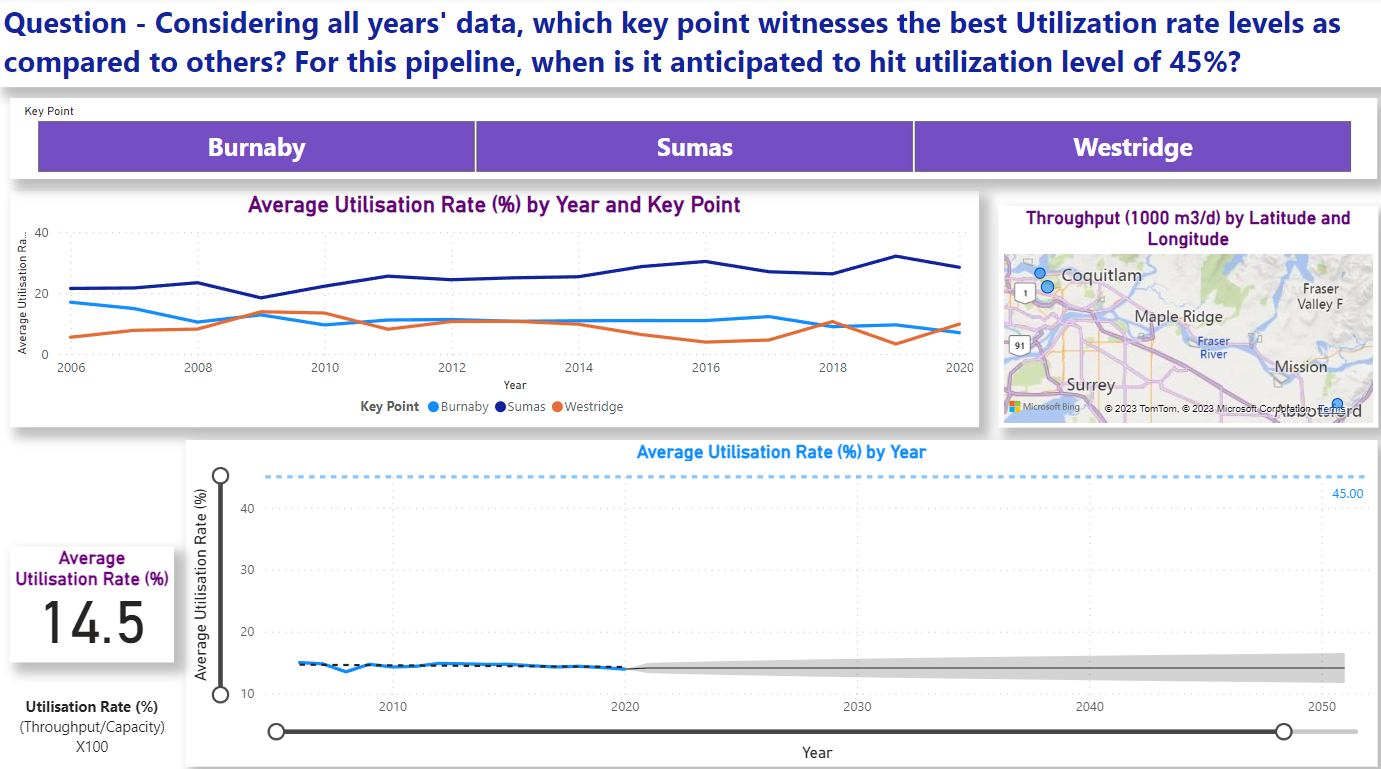 Question - Considering all years' data, which key point witnesses the best Utilization rate levels as
compared to others? For this pipeline, when is it anticipated to hit utilization level of 45%?
Key Point
Burnaby Sumas Westridge
Average Utilisation Rate (%) by Year and Key Point
Average Utilisation Ra...
40
20
0
2006 2008 2010 2012 2014 2016 2018 2020
Year
Key Point Burnaby Sumas Westridge
Throughput (1000 m3/d) by Latitude and
Longitude
Coquitlam
1
Fraser
Valley F
Maple Ridge
91
Fraser
River
Mission
Surrey
Microsoft Bing
© 2023 TomTom, © 2023 Microsoft Corporation Terms
Abbotsford
Average
Utilisation Rate (%)
14.5
Utilisation Rate (%)
(Throughput/Capacity)
X100
Average Utilisation Rate (%) by Year
Average Utilisation Rate (%)
45.00
40
30
20
10
2010 2020 2030 2040 2050
Year